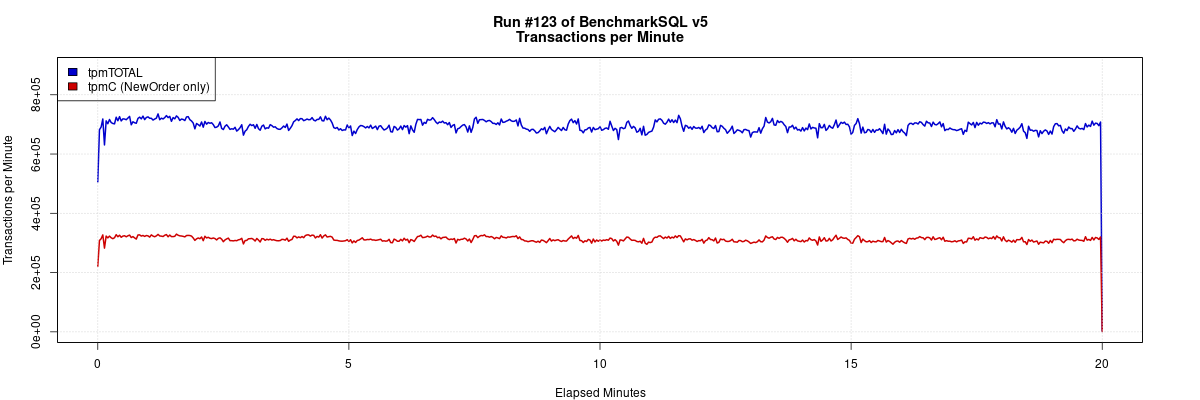 Run #123 of BenchmarkSQL v5
Transactions per Minute
tpmTOTAL
tpmC (NewOrder only)
Transactions per Minute
8e+05
6e+05
4e+05
2e+05
0e+00
0 5 10 15 20
Elapsed Minutes